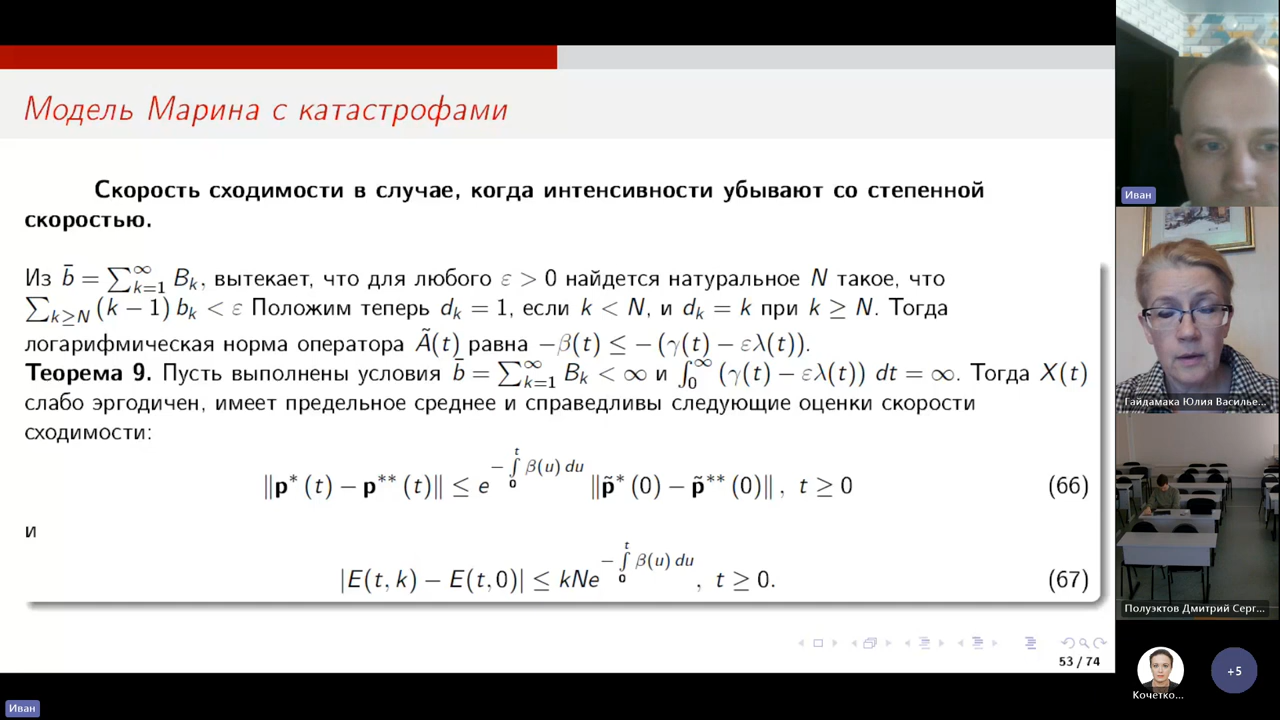 Модель Марина с катастрофами
Скорость сходимости в случае, когда интенсивности убывают со степенной
скоростью.
Из b̄ = ∑_{k=1}^{∞} B_k, вытекает, что для любого ε > 0 найдется натуральное N такое, что
∑_{k≥N} (k − 1) b_k < ε Положим теперь d_k = 1, если k < N, и d_k = k при k ≥ N. Тогда
логарифмическая норма оператора Ã(t) равна −β(t) ≤ − (γ(t) − ελ(t)).
Теорема 9. Пусть выполнены условия b̄ = ∑_{k=1}^{∞} B_k < ∞ и ∫_0^∞ (γ(t) − ελ(t)) dt = ∞. Тогда X(t)
слабо эргодичен, имеет предельное среднее и справедливы следующие оценки скорости
сходимости:
‖p* (t) − p** (t)‖ ≤ e^{−∫_0^t β(u) du} ‖p̃* (0) − p̃** (0)‖ , t ≥ 0 (66)
и
|E(t, k) − E(t, 0)| ≤ kNe^{−∫_0^t β(u) du}, t ≥ 0. (67)
53 / 74
Иван
Гайдамака Юлия Василье...
Полуэктов Дмитрий Серг...
Кочетко...
+5
Иван